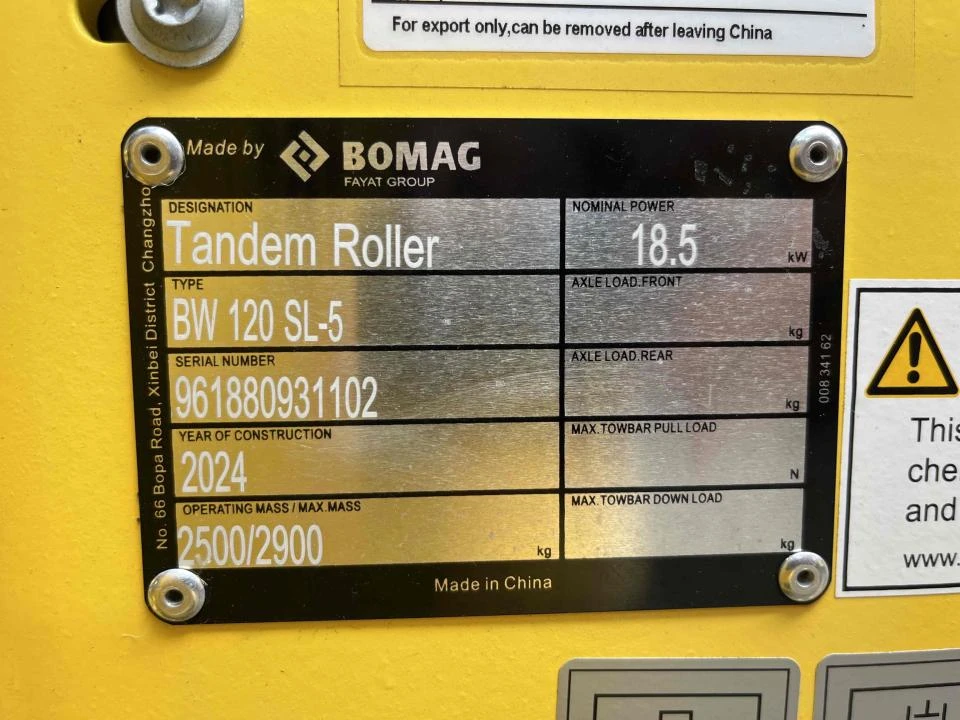 For export only,can be removed after leaving China
Made by
BOMAG
FAYAT GROUP
No. 66 Bopa Road, Xinbei District Changzho
DESIGNATION
Tandem Roller
NOMINAL POWER
18.5 kW
TYPE
BW 120 SL-5
AXLE LOAD.FRONT
kg
SERIAL NUMBER
961880931102
AXLE LOAD.REAR
kg
YEAR OF CONSTRUCTION
2024
MAX.TOWBAR PULL LOAD
N
OPERATING MASS / MAX.MASS
2500/2900 kg
MAX.TOWBAR DOWN LOAD
kg
008 341 62
Made in China
This
che
and
www.